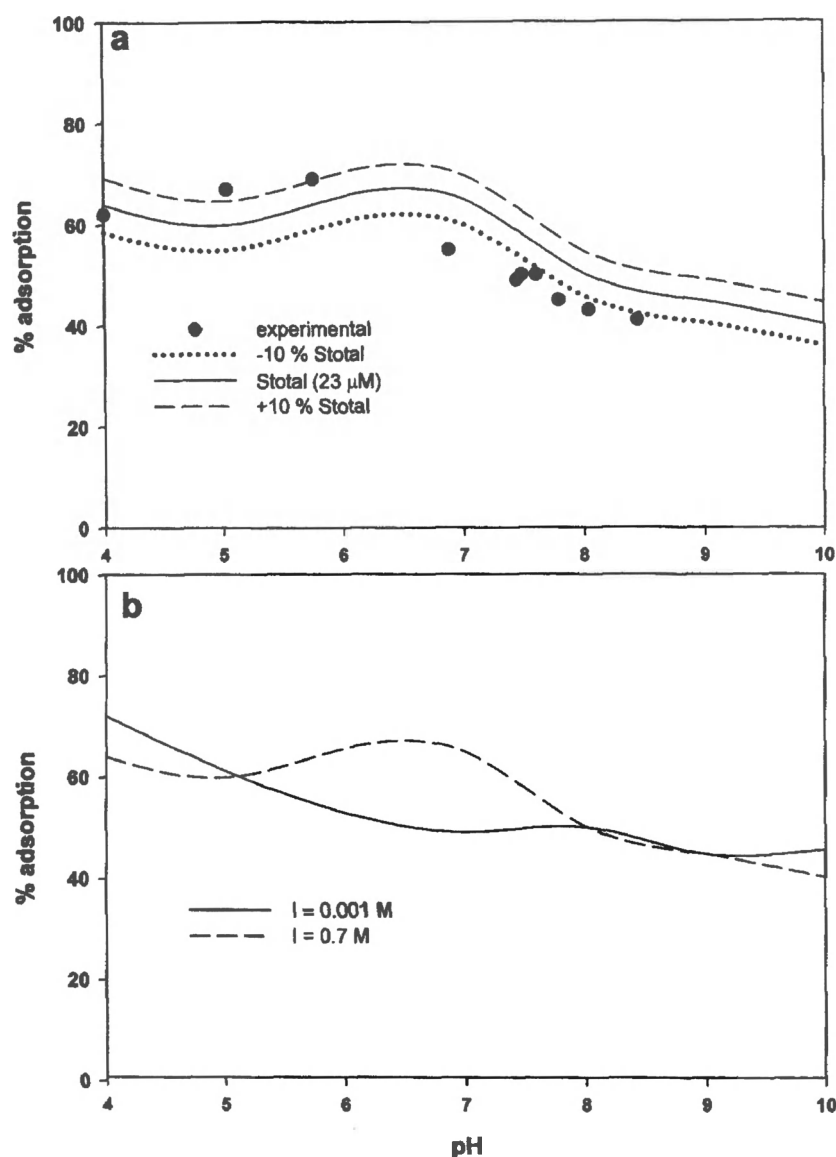 a
100
80
60
40
20
0
% adsorption
experimental
-10 % Stotal
Stotal (23 μM)
+10 % Stotal
4 5 6 7 8 9 10
b
100
80
60
40
20
0
% adsorption
I = 0.001 M
I = 0.7 M
4 5 6 7 8 9 10
pH